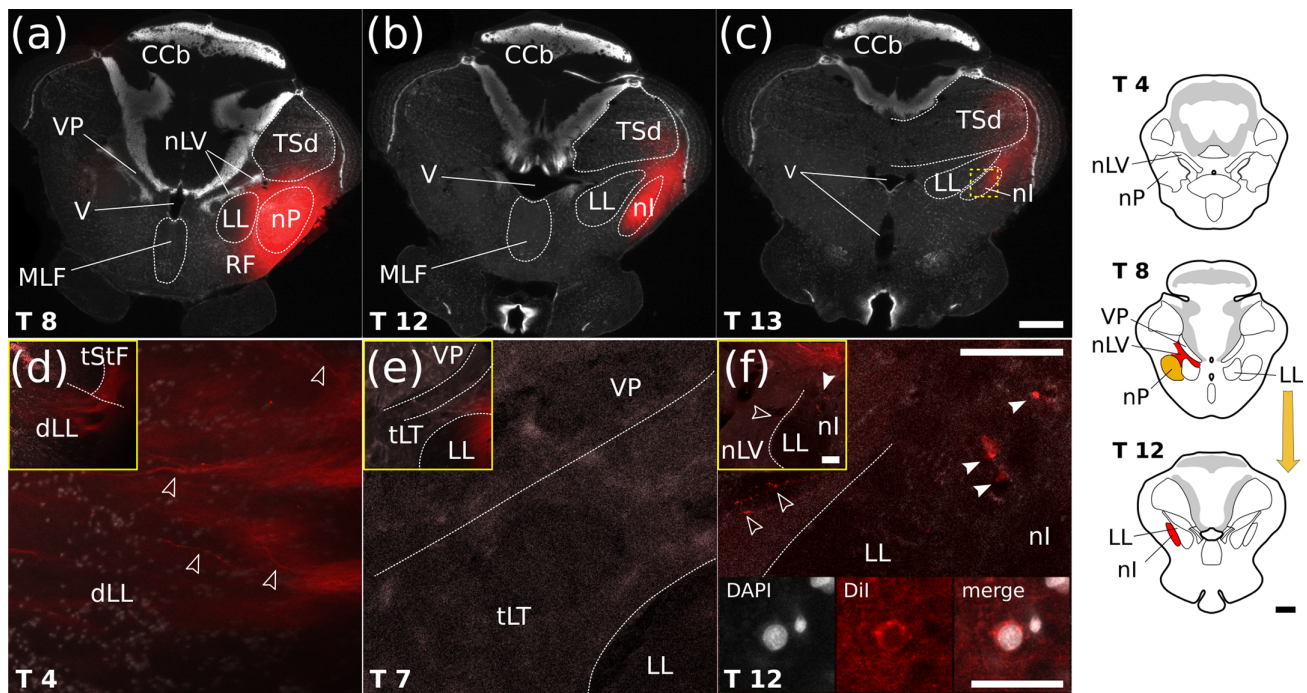 (a)
CCb
VP
nLV
TSd
V
LL
nP
RF
MLF
T 8
(b)
CCb
TSd
V
LL
nI
MLF
T 12
(c)
CCb
TSd
v
LL
nI
T 13
(d)
tStF
dLL
dLL
T 4
(e)
VP
tLT
LL
VP
tLT
LL
T 7
(f)
nI
LL
nLV
LL
nI
DAPI
DiI
merge
T 12
T 4
nLV
nP
T 8
VP
nLV
nP
LL
T 12
LL
nI